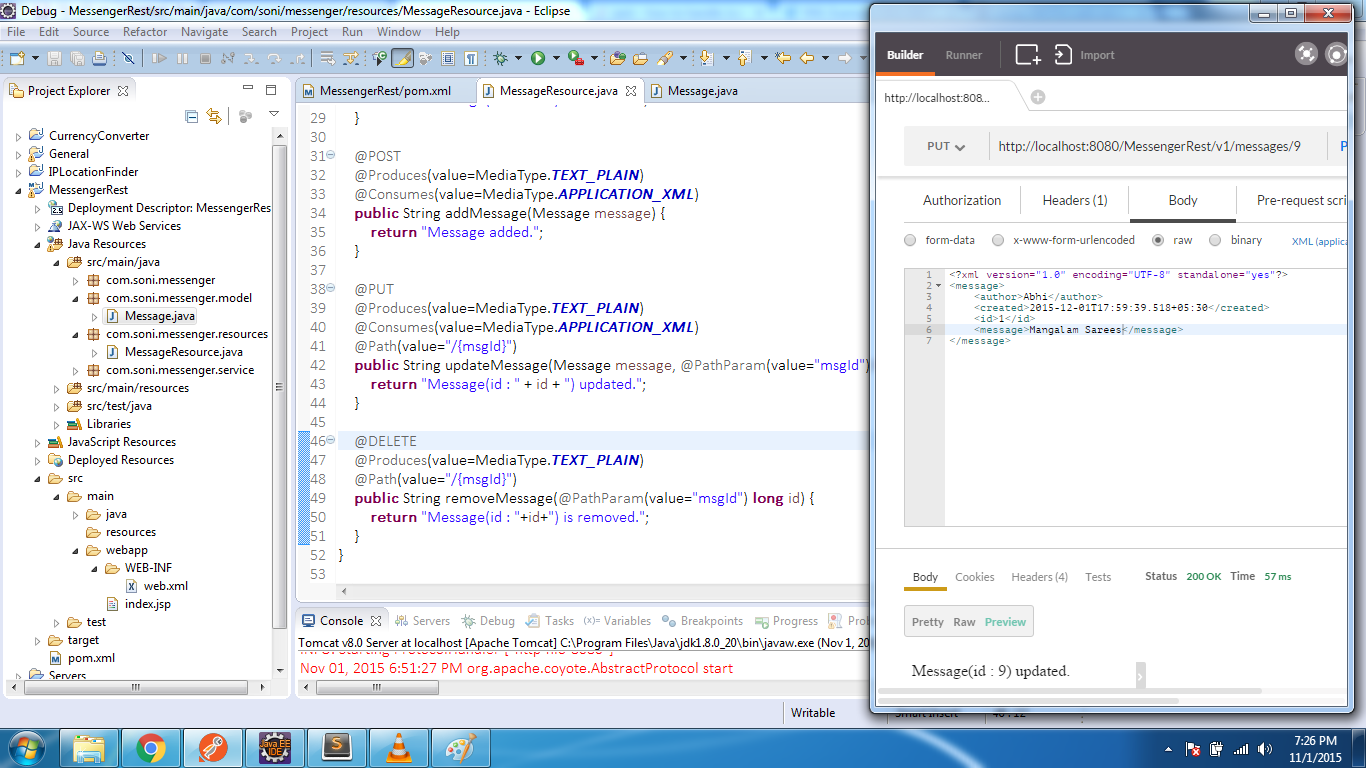 Debug - MessengerRest/src/main/java/com/soni/messenger/resources/MessageResource.java - Eclipse
File Edit Source Refactor Navigate Search Project Run Window Help
Project Explorer
CurrencyConverter
General
IPLocationFinder
MessengerRest
Deployment Descriptor: MessengerRes
JAX-WS Web Services
Java Resources
src/main/java
com.soni.messenger
com.soni.messenger.model
Message.java
com.soni.messenger.resources
MessageResource.java
com.soni.messenger.service
src/main/resources
src/test/java
Libraries
JavaScript Resources
Deployed Resources
src
main
java
resources
webapp
WEB-INF
web.xml
index.jsp
test
target
pom.xml
Servers
MessengerRest/pom.xml MessageResource.java Message.java
29 }
30
31 @POST
32 @Produces(value=MediaType.TEXT_PLAIN)
33 @Consumes(value=MediaType.APPLICATION_XML)
34 public String addMessage(Message message) {
35 return "Message added.";
36 }
37
38 @PUT
39 @Produces(value=MediaType.TEXT_PLAIN)
40 @Consumes(value=MediaType.APPLICATION_XML)
41 @Path(value="/{msgId}")
42 public String updateMessage(Message message, @PathParam(value="msgId")
43 return "Message(id : " + id + ") updated.";
44 }
45
46 @DELETE
47 @Produces(value=MediaType.TEXT_PLAIN)
48 @Path(value="/{msgId}")
49 public String removeMessage(@PathParam(value="msgId") long id) {
50 return "Message(id : "+id+") is removed.";
51 }
52 }
53
Console Servers Debug Tasks (x)= Variables Breakpoints Progress Prob
Tomcat v8.0 Server at localhost [Apache Tomcat] C:\Program Files\Java\jdk1.8.0_20\bin\javaw.exe (Nov 1, 20
Nov 01, 2015 6:51:27 PM org.apache.coyote.AbstractProtocol start
Writable
Builder Runner Import
http://localhost:808...
PUT http://localhost:8080/MessengerRest/v1/messages/9 P
Authorization Headers (1) Body Pre-request scri
form-data x-www-form-urlencoded raw binary XML (applica
1 <?xml version="1.0" encoding="UTF-8" standalone="yes"?>
2 <message>
3 <author>Abhi</author>
4 <created>2015-12-01T17:59:39.518+05:30</created>
5 <id>1</id>
6 <message>Mangalam Sarees</message>
7 </message>
Body Cookies Headers (4) Tests Status 200 OK Time 57 ms
Pretty Raw Preview
Message(id : 9) updated.
Java EE
IDE
7:26 PM
11/1/2015